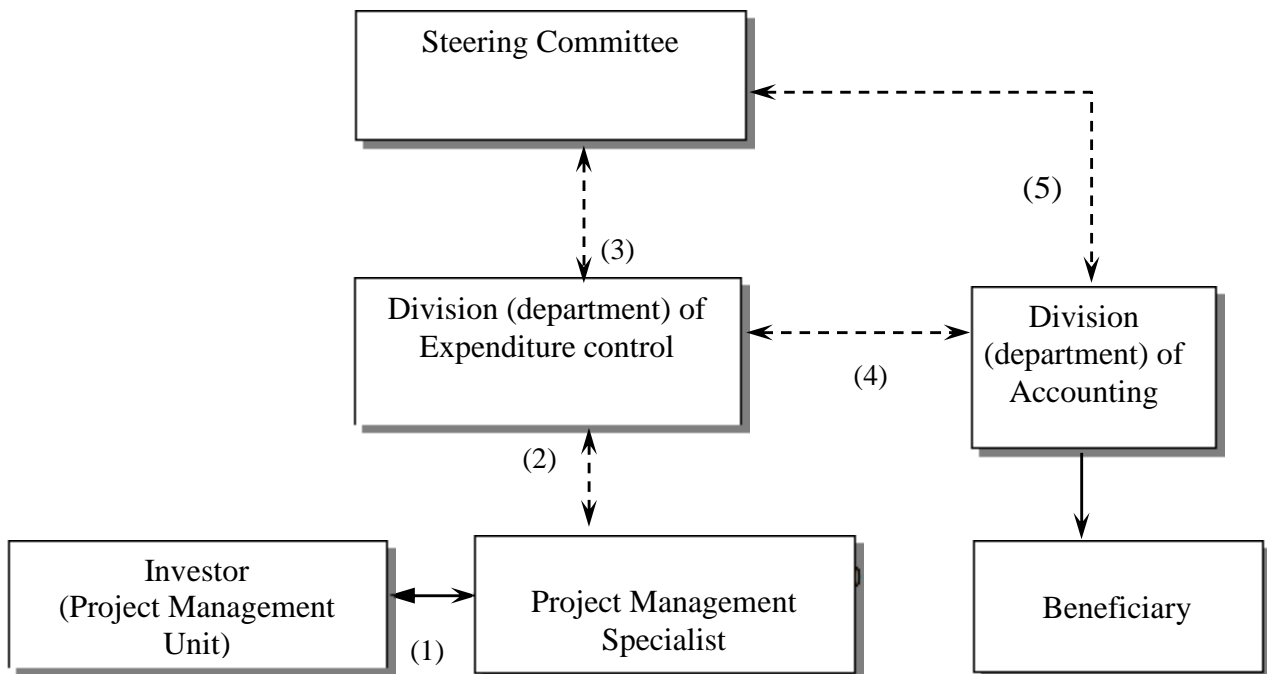 Steering Committee
(5)
(3)
Division (department) of
Expenditure control
Division
(department) of
Accounting
(4)
(2)
Investor
(Project Management
Unit)
(1)
Project Management
Specialist
Beneficiary